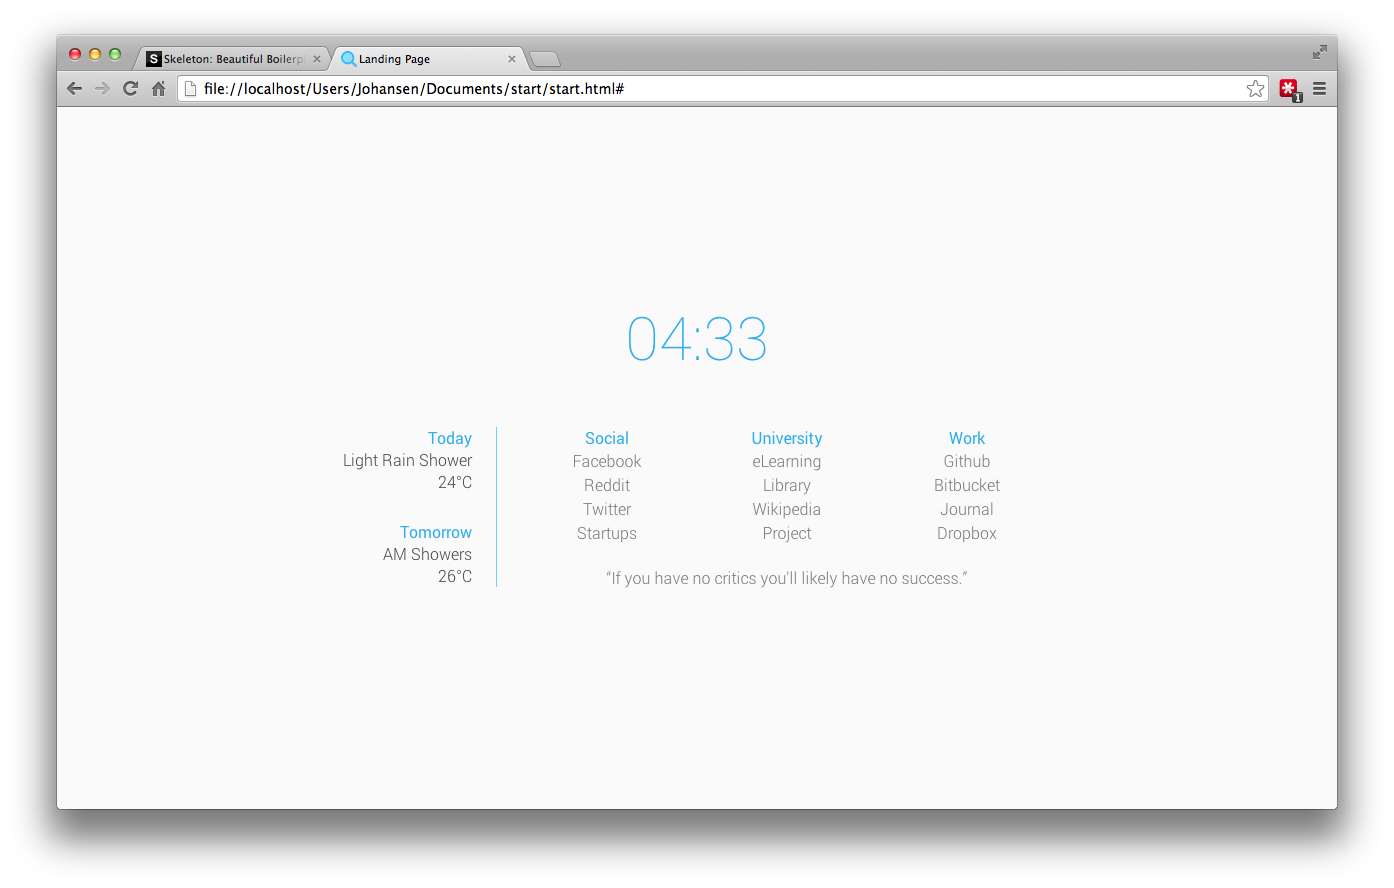 Skeleton: Beautiful Boilerpl
Landing Page
file://localhost/Users/Johansen/Documents/start/start.html#
1
04:33
Today
Light Rain Shower
24°C
Tomorrow
AM Showers
26°C
Social
Facebook
Reddit
Twitter
Startups
University
eLearning
Library
Wikipedia
Project
Work
Github
Bitbucket
Journal
Dropbox
“If you have no critics you'll likely have no success.”